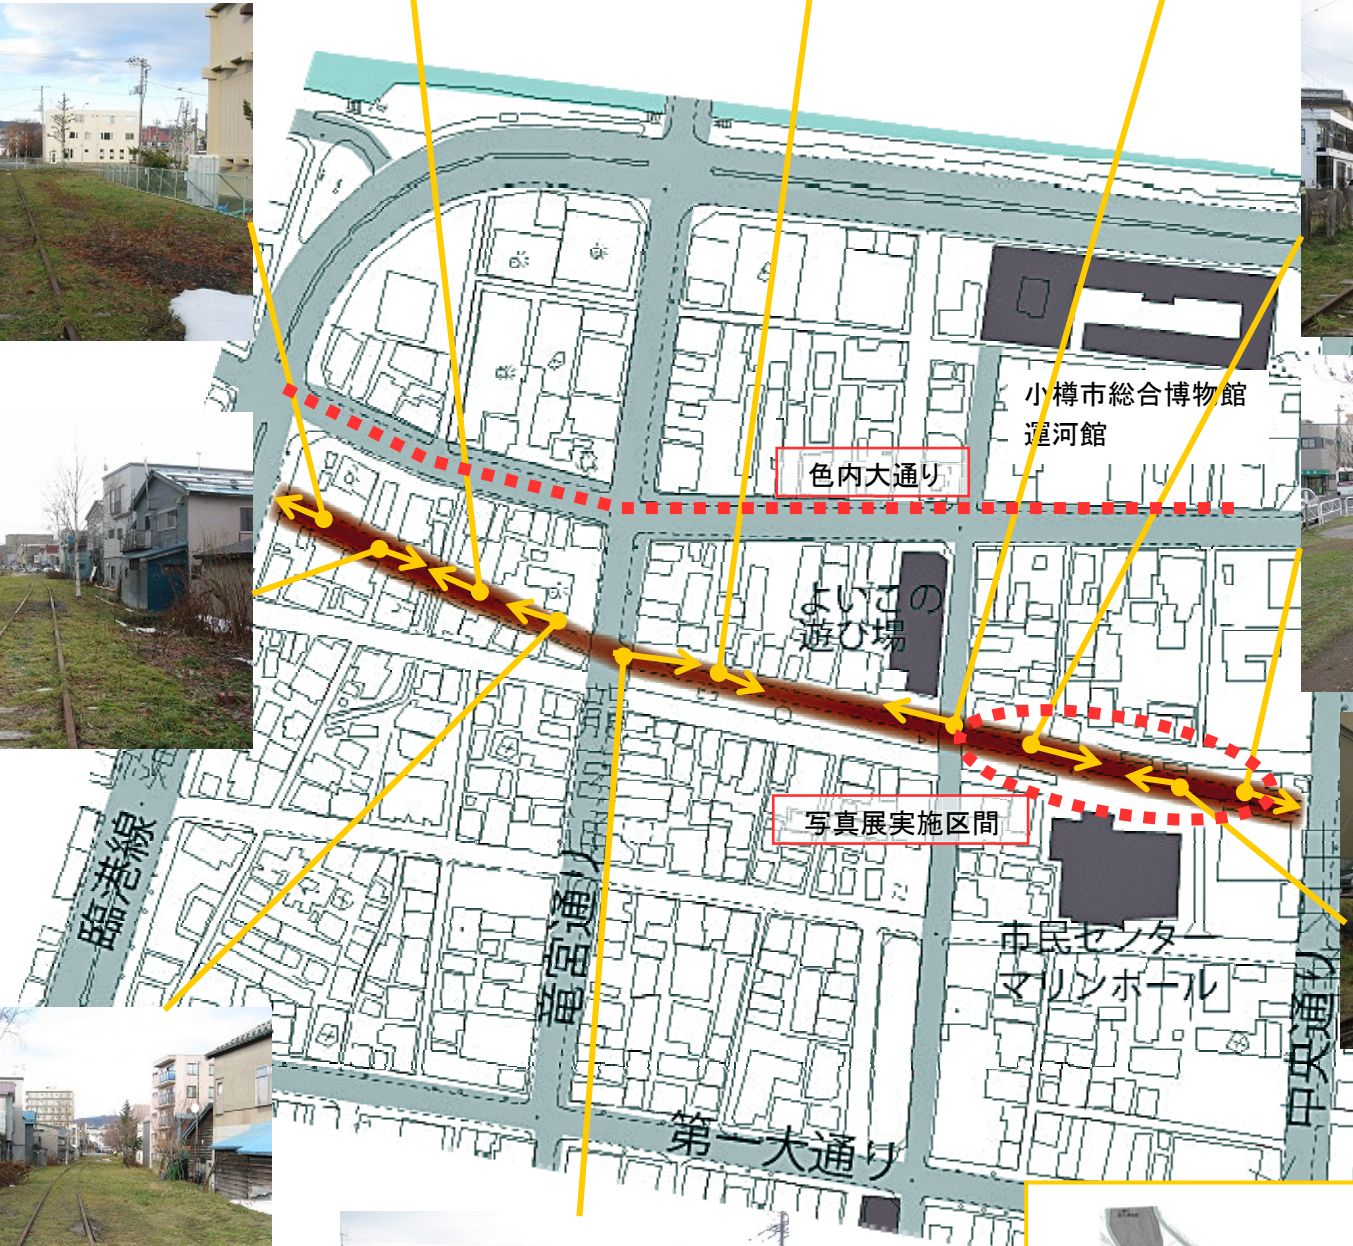 小樽市総合博物館
運河館
色内大通り
よいこの
遊び場
写真展実施区間
臨港線
竜宮通り
市民センター
マリンホール
中央通り
第一大通り